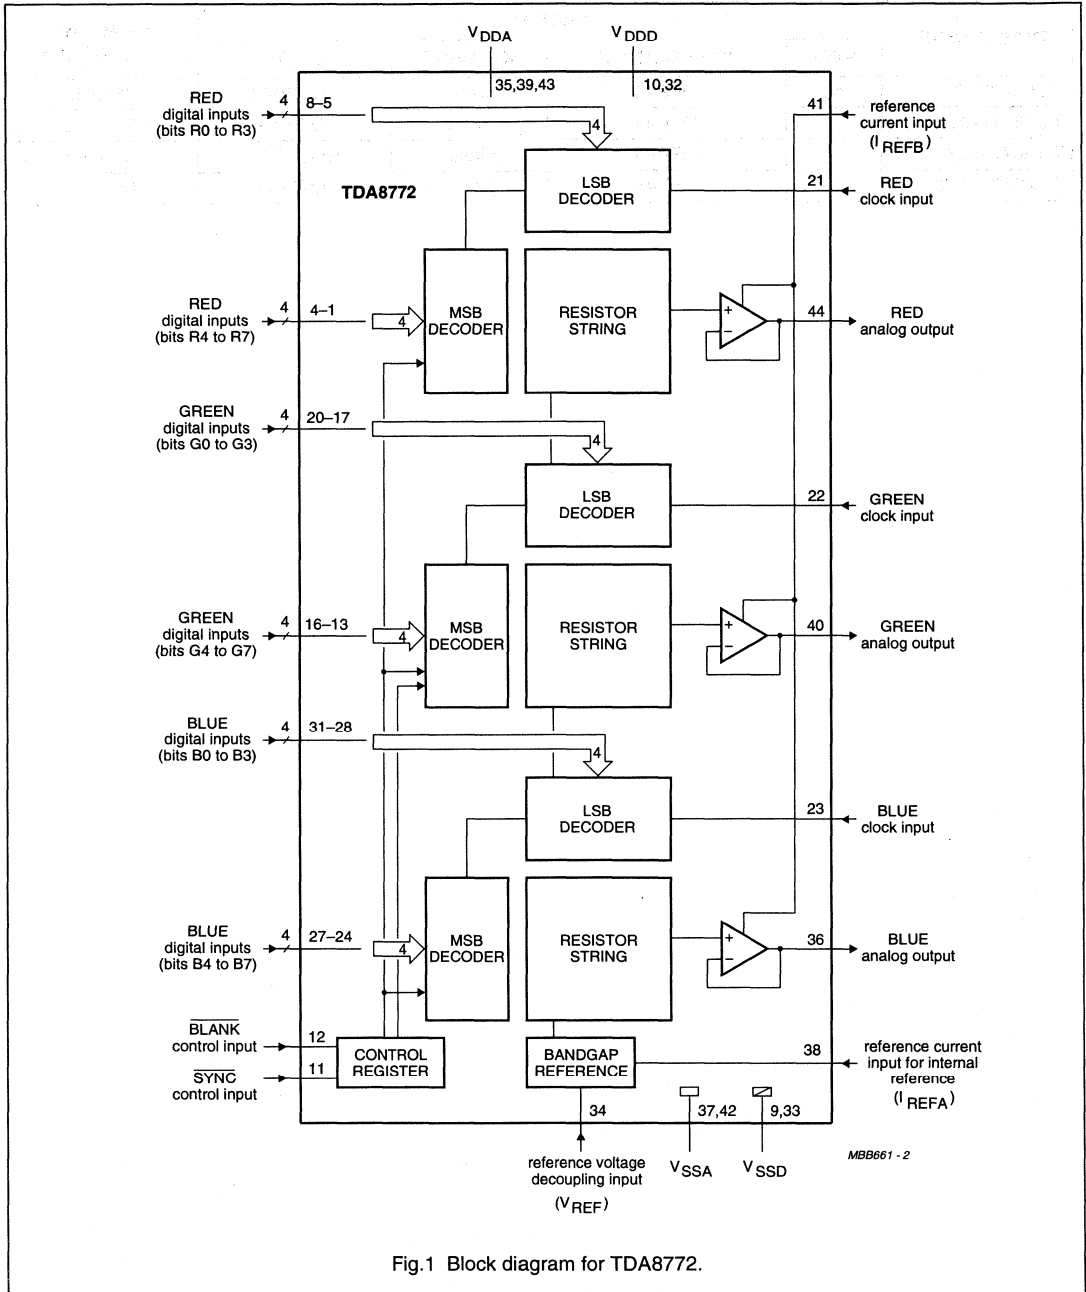 V DDA
V DDD
35,39,43
10,32
RED
digital inputs
(bits R0 to R3)
4
8–5
4
41
reference
current input
(I REFB)
TDA8772
LSB
DECODER
21
RED
clock input
RED
digital inputs
(bits R4 to R7)
4
4–1
4
MSB
DECODER
RESISTOR
STRING
+
−
44
RED
analog output
GREEN
digital inputs
(bits G0 to G3)
4
20–17
4
LSB
DECODER
22
GREEN
clock input
GREEN
digital inputs
(bits G4 to G7)
4
16–13
4
MSB
DECODER
RESISTOR
STRING
+
−
40
GREEN
analog output
BLUE
digital inputs
(bits B0 to B3)
4
31–28
4
LSB
DECODER
23
BLUE
clock input
BLUE
digital inputs
(bits B4 to B7)
4
27–24
4
MSB
DECODER
RESISTOR
STRING
+
−
36
BLUE
analog output
BLANK
control input
12
SYNC
control input
11
CONTROL
REGISTER
BANDGAP
REFERENCE
38
reference current
input for internal
reference
(I REFA)
34
37,42
9,33
reference voltage
decoupling input
(V REF)
V SSA
V SSD
MBB661 - 2
Fig.1 Block diagram for TDA8772.